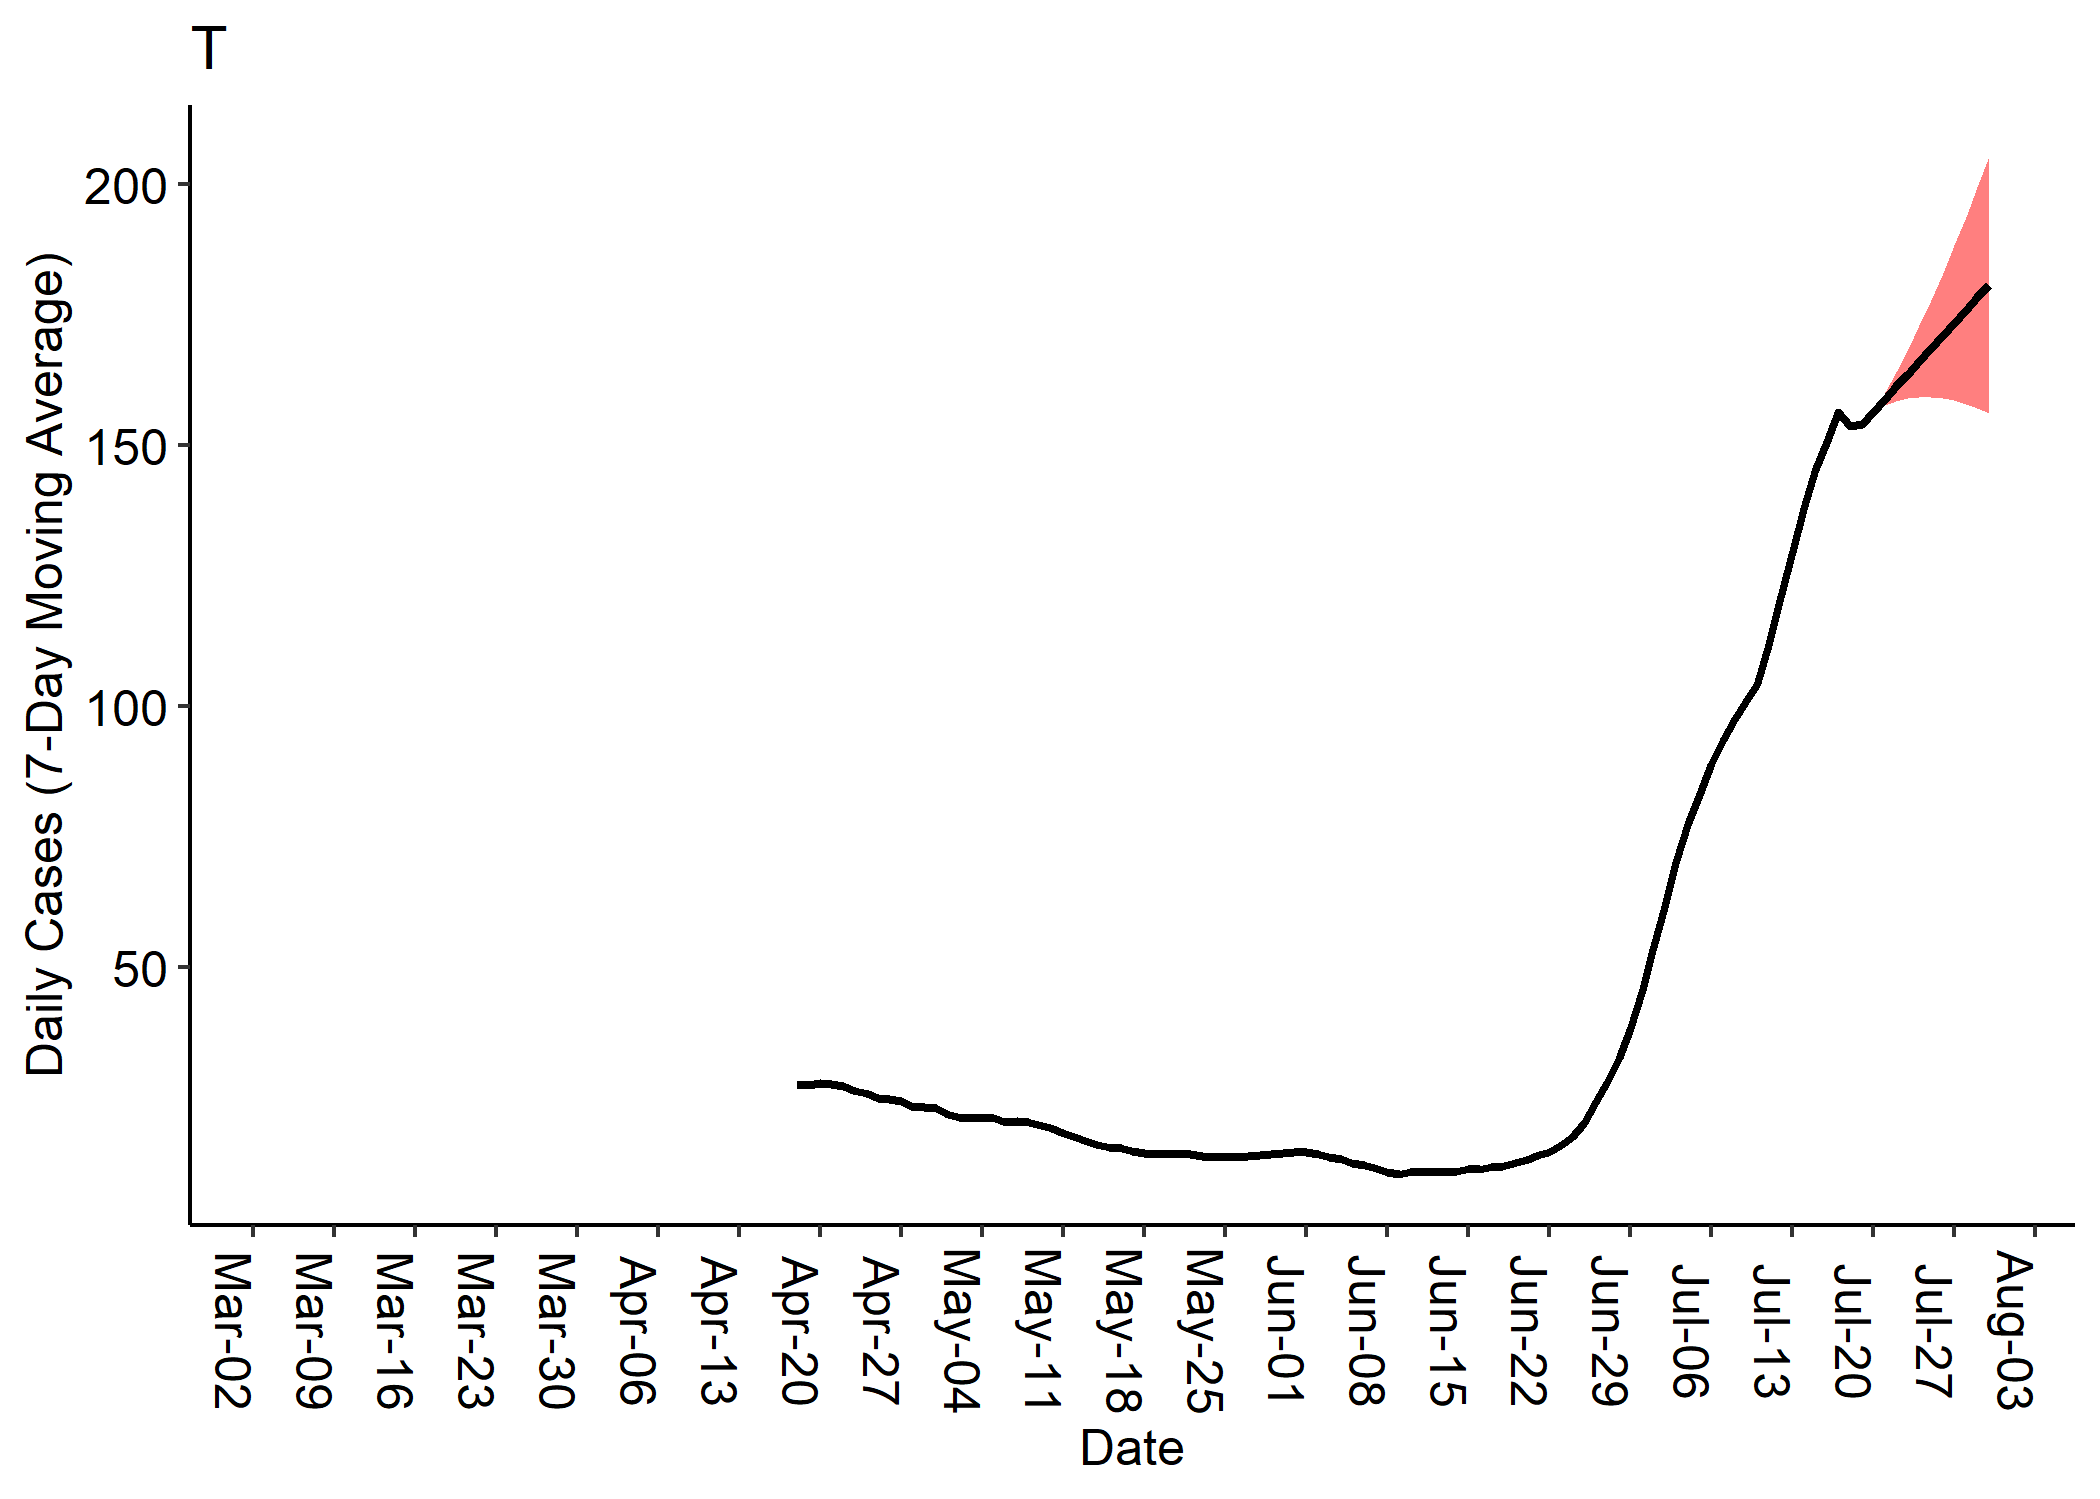 T
Daily Cases (7-Day Moving Average)
200
150
100
50
Mar-02
Mar-09
Mar-16
Mar-23
Mar-30
Apr-06
Apr-13
Apr-20
Apr-27
May-04
May-11
May-18
May-25
Jun-01
Jun-08
Jun-15
Jun-22
Jun-29
Jul-06
Jul-13
Jul-20
Jul-27
Aug-03
Date